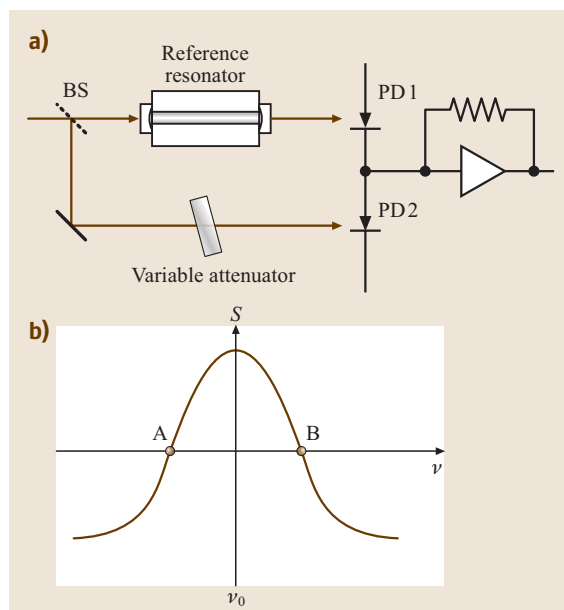 a)
Reference
resonator
BS
PD 1
PD 2
Variable attenuator
b)
S
A
B
ν
ν0